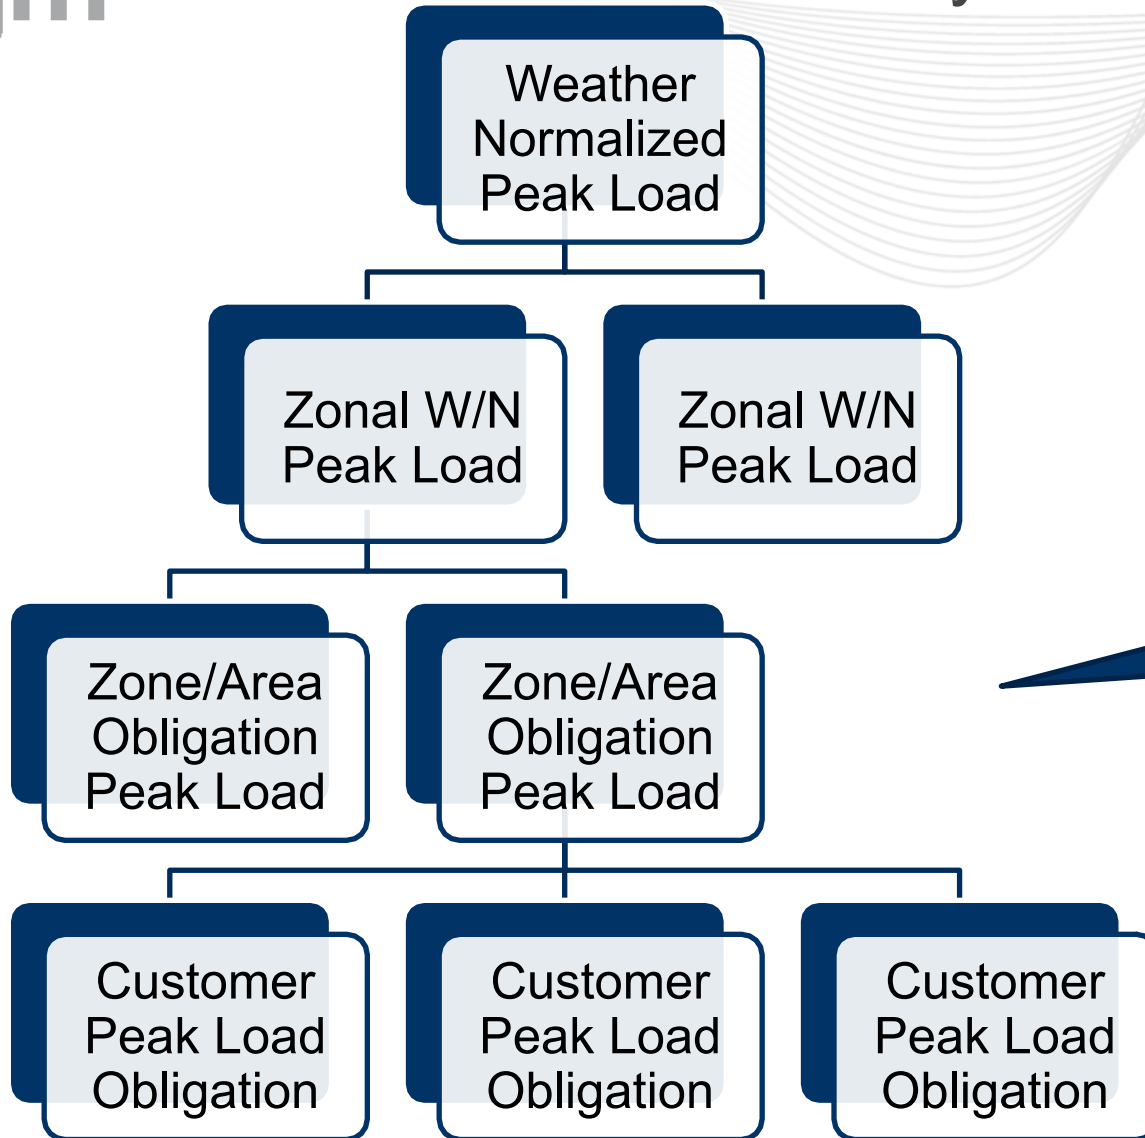 Weather
Normalized
Peak Load
Zonal W/N
Peak Load
Zonal W/N
Peak Load
Zone/Area
Obligation
Peak Load
Zone/Area
Obligation
Peak Load
Customer
Peak Load
Obligation
Customer
Peak Load
Obligation
Customer
Peak Load
Obligation